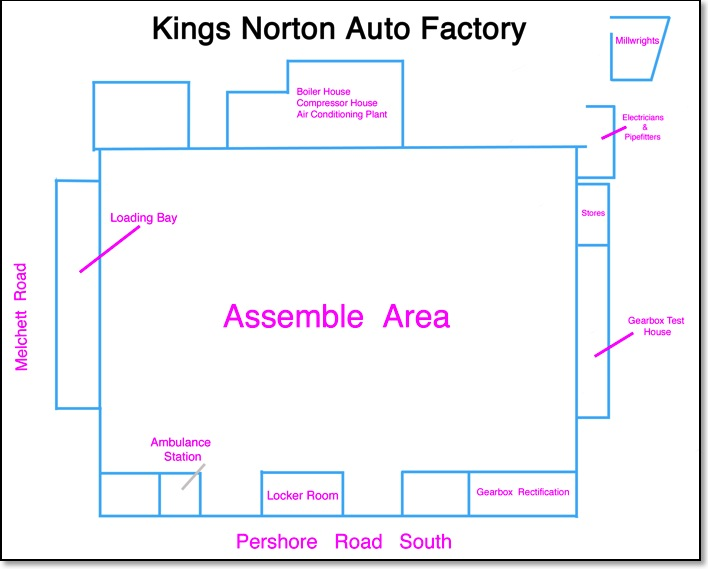 Kings Norton Auto Factory
Millwrights
Boiler House
Compressor House
Air Conditioning Plant
Electricians
&
Pipefitters
Loading Bay
Stores
Melchett Road
Assemble Area
Gearbox Test
House
Ambulance
Station
Locker Room
Gearbox Rectification
Pershore Road South